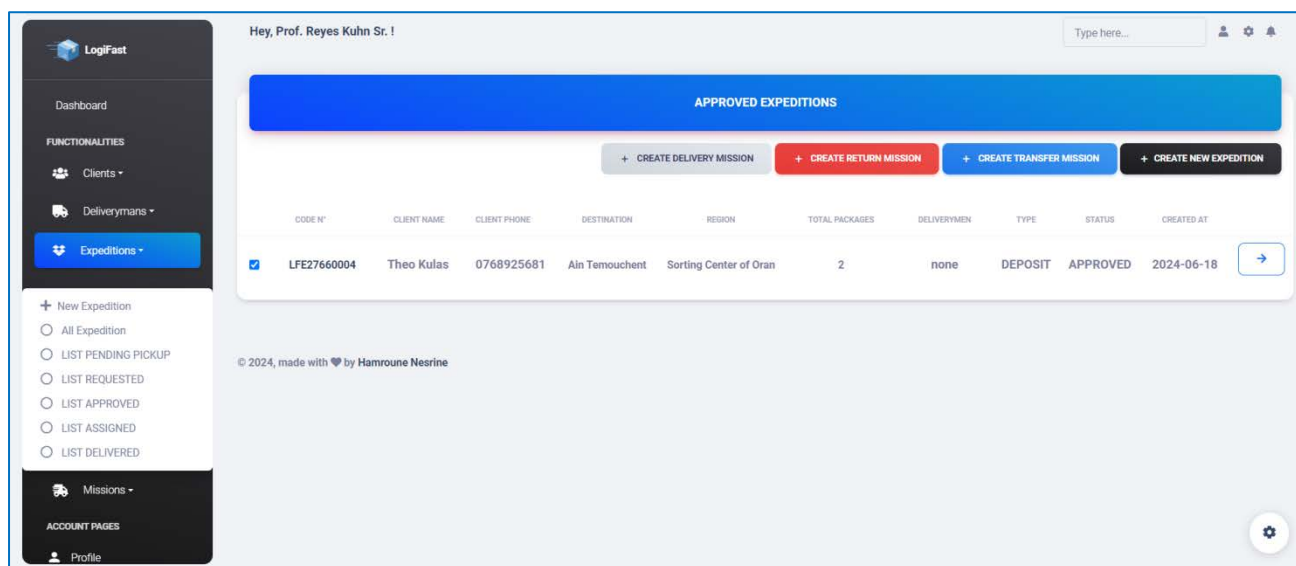 LogiFast
Dashboard
FUNCTIONALITIES
Clients
Deliverymans
Expeditions
+ New Expedition
All Expedition
LIST PENDING PICKUP
LIST REQUESTED
LIST APPROVED
LIST ASSIGNED
LIST DELIVERED
Missions
ACCOUNT PAGES
Profile
Hey, Prof. Reyes Kuhn Sr. !
Type here...
APPROVED EXPEDITIONS
+ CREATE DELIVERY MISSION + CREATE RETURN MISSION + CREATE TRANSFER MISSION + CREATE NEW EXPEDITION
CODE N° CLIENT NAME CLIENT PHONE DESTINATION REGION TOTAL PACKAGES DELIVERYMEN TYPE STATUS CREATED AT
LFE27660004 Theo Kulas 0768925681 Ain Temouchent Sorting Center of Oran 2 none DEPOSIT APPROVED 2024-06-18 →
© 2024, made with ♥ by Hamroune Nesrine